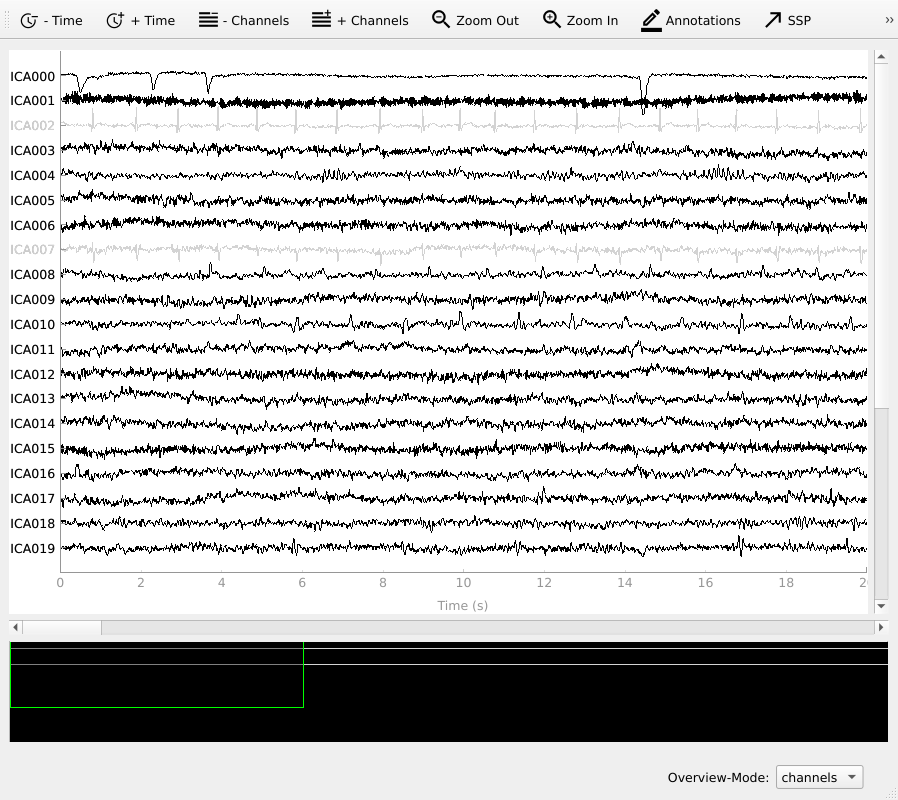 - Time + Time - Channels + Channels Zoom Out Zoom In Annotations SSP »
ICA000
ICA001
ICA002
ICA003
ICA004
ICA005
ICA006
ICA007
ICA008
ICA009
ICA010
ICA011
ICA012
ICA013
ICA014
ICA015
ICA016
ICA017
ICA018
ICA019
0 2 4 6 8 10 12 14 16 18 2
Time (s)
Overview-Mode: channels